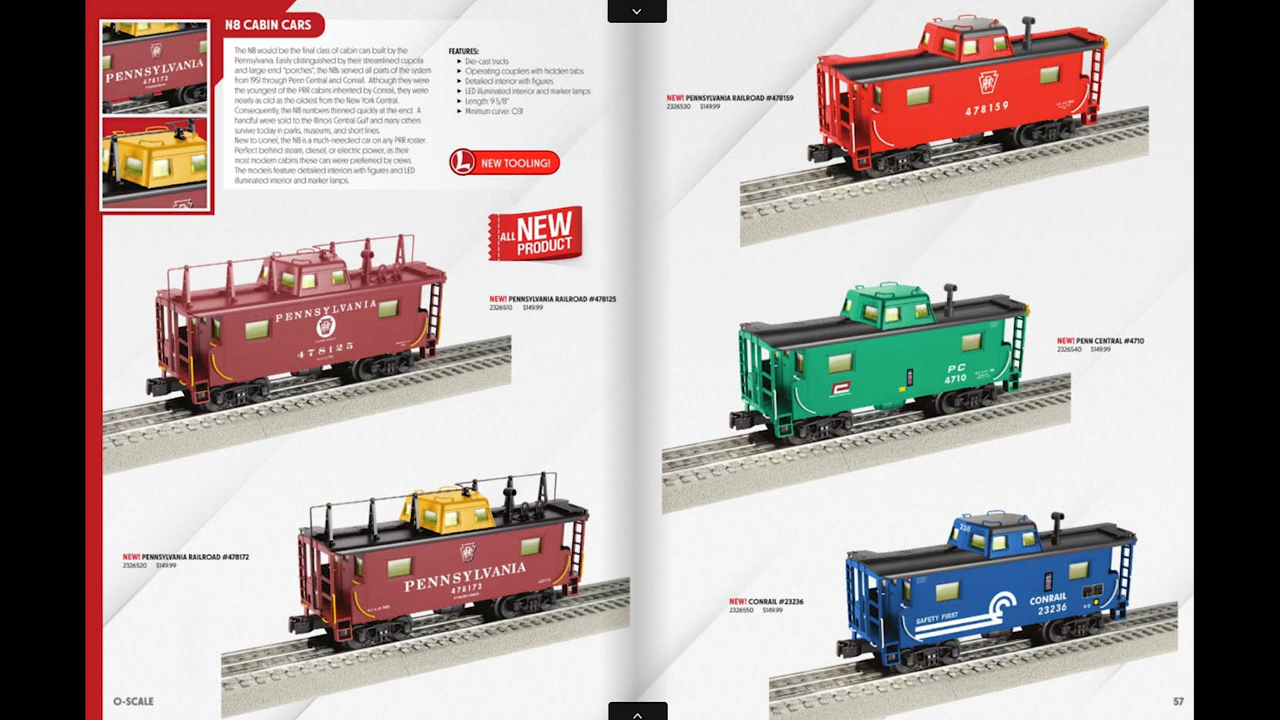 N8 CABIN CARS
The N8 would be the final class of cabin cars built by the
Pennsylvania. Easily distinguished by their streamlined cupola
and large end "porches", the N8s served all parts of the system
from 1951 through Penn Central and Conrail. Although they were
the youngest of the PRR cabins inherited by Conrail, they were
nearly as old as the oldest from the New York Central.
Consequently, the N8 numbers thinned quickly at the end. A
handful were sold to the Illinois Central Gulf and many others
survive today in parks, museums, and short lines.
New to Lionel, the N8 is a much-needed car on any PRR roster.
Perfect behind steam, diesel, or electric power, as their
most modern cabins these cars were preferred by crews.
The models feature detailed interiors with figures and LED
illuminated interior and marker lamps.
FEATURES:
► Die-cast trucks
► Operating couplers with hidden tabs
► Detailed interior with figures
► LED illuminated interior and marker lamps
► Length: 9 5/8"
► Minimum curve: O31
L NEW TOOLING!
ALL NEW
PRODUCT
PENNSYLVANIA
478172
NEW! PENNSYLVANIA RAILROAD #478125
2326510 $149.99
PENNSYLVANIA
478125
NEW! PENNSYLVANIA RAILROAD #478172
2326520 $149.99
PENNSYLVANIA
478172
O-SCALE
NEW! PENNSYLVANIA RAILROAD #478159
2326530 $149.99
478159
NEW! PENN CENTRAL #4710
2326540 $149.99
PC
4710
NEW! CONRAIL #23236
2326550 $149.99
236
SAFETY FIRST
CONRAIL
23236
57